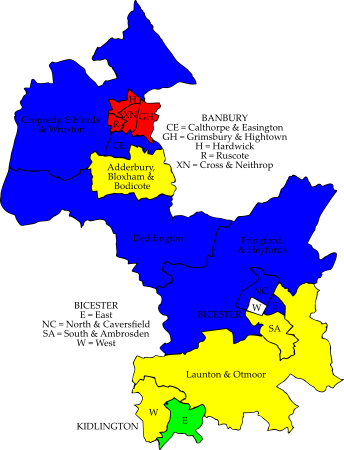 H
XN
GH
R
Cropredy, Sibfords
& Wroxton
CE
BANBURY
CE = Calthorpe & Easington
GH = Grimsbury & Hightown
H = Hardwick
R = Ruscote
XN = Cross & Neithrop
Adderbury,
Bloxham &
Bodicote
Deddington
Fringford
& Heyfords
BICESTER
E = East
NC = North & Caversfield
SA = South & Ambrosden
W = West
NC
E
W
BICESTER
SA
Launton & Otmoor
W
E
KIDLINGTON